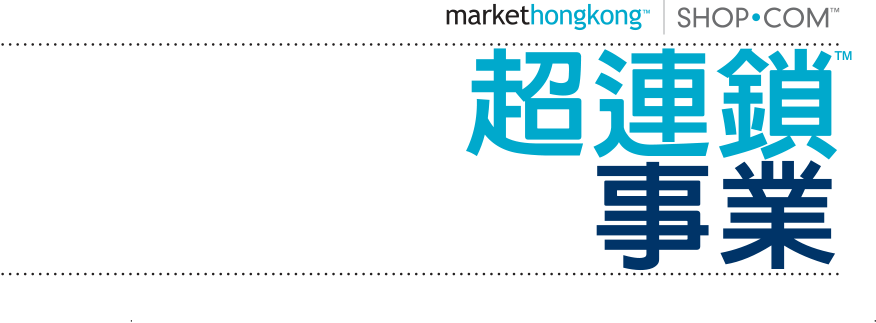 markethongkong™ | SHOP•COM™
超連鎖™
事業